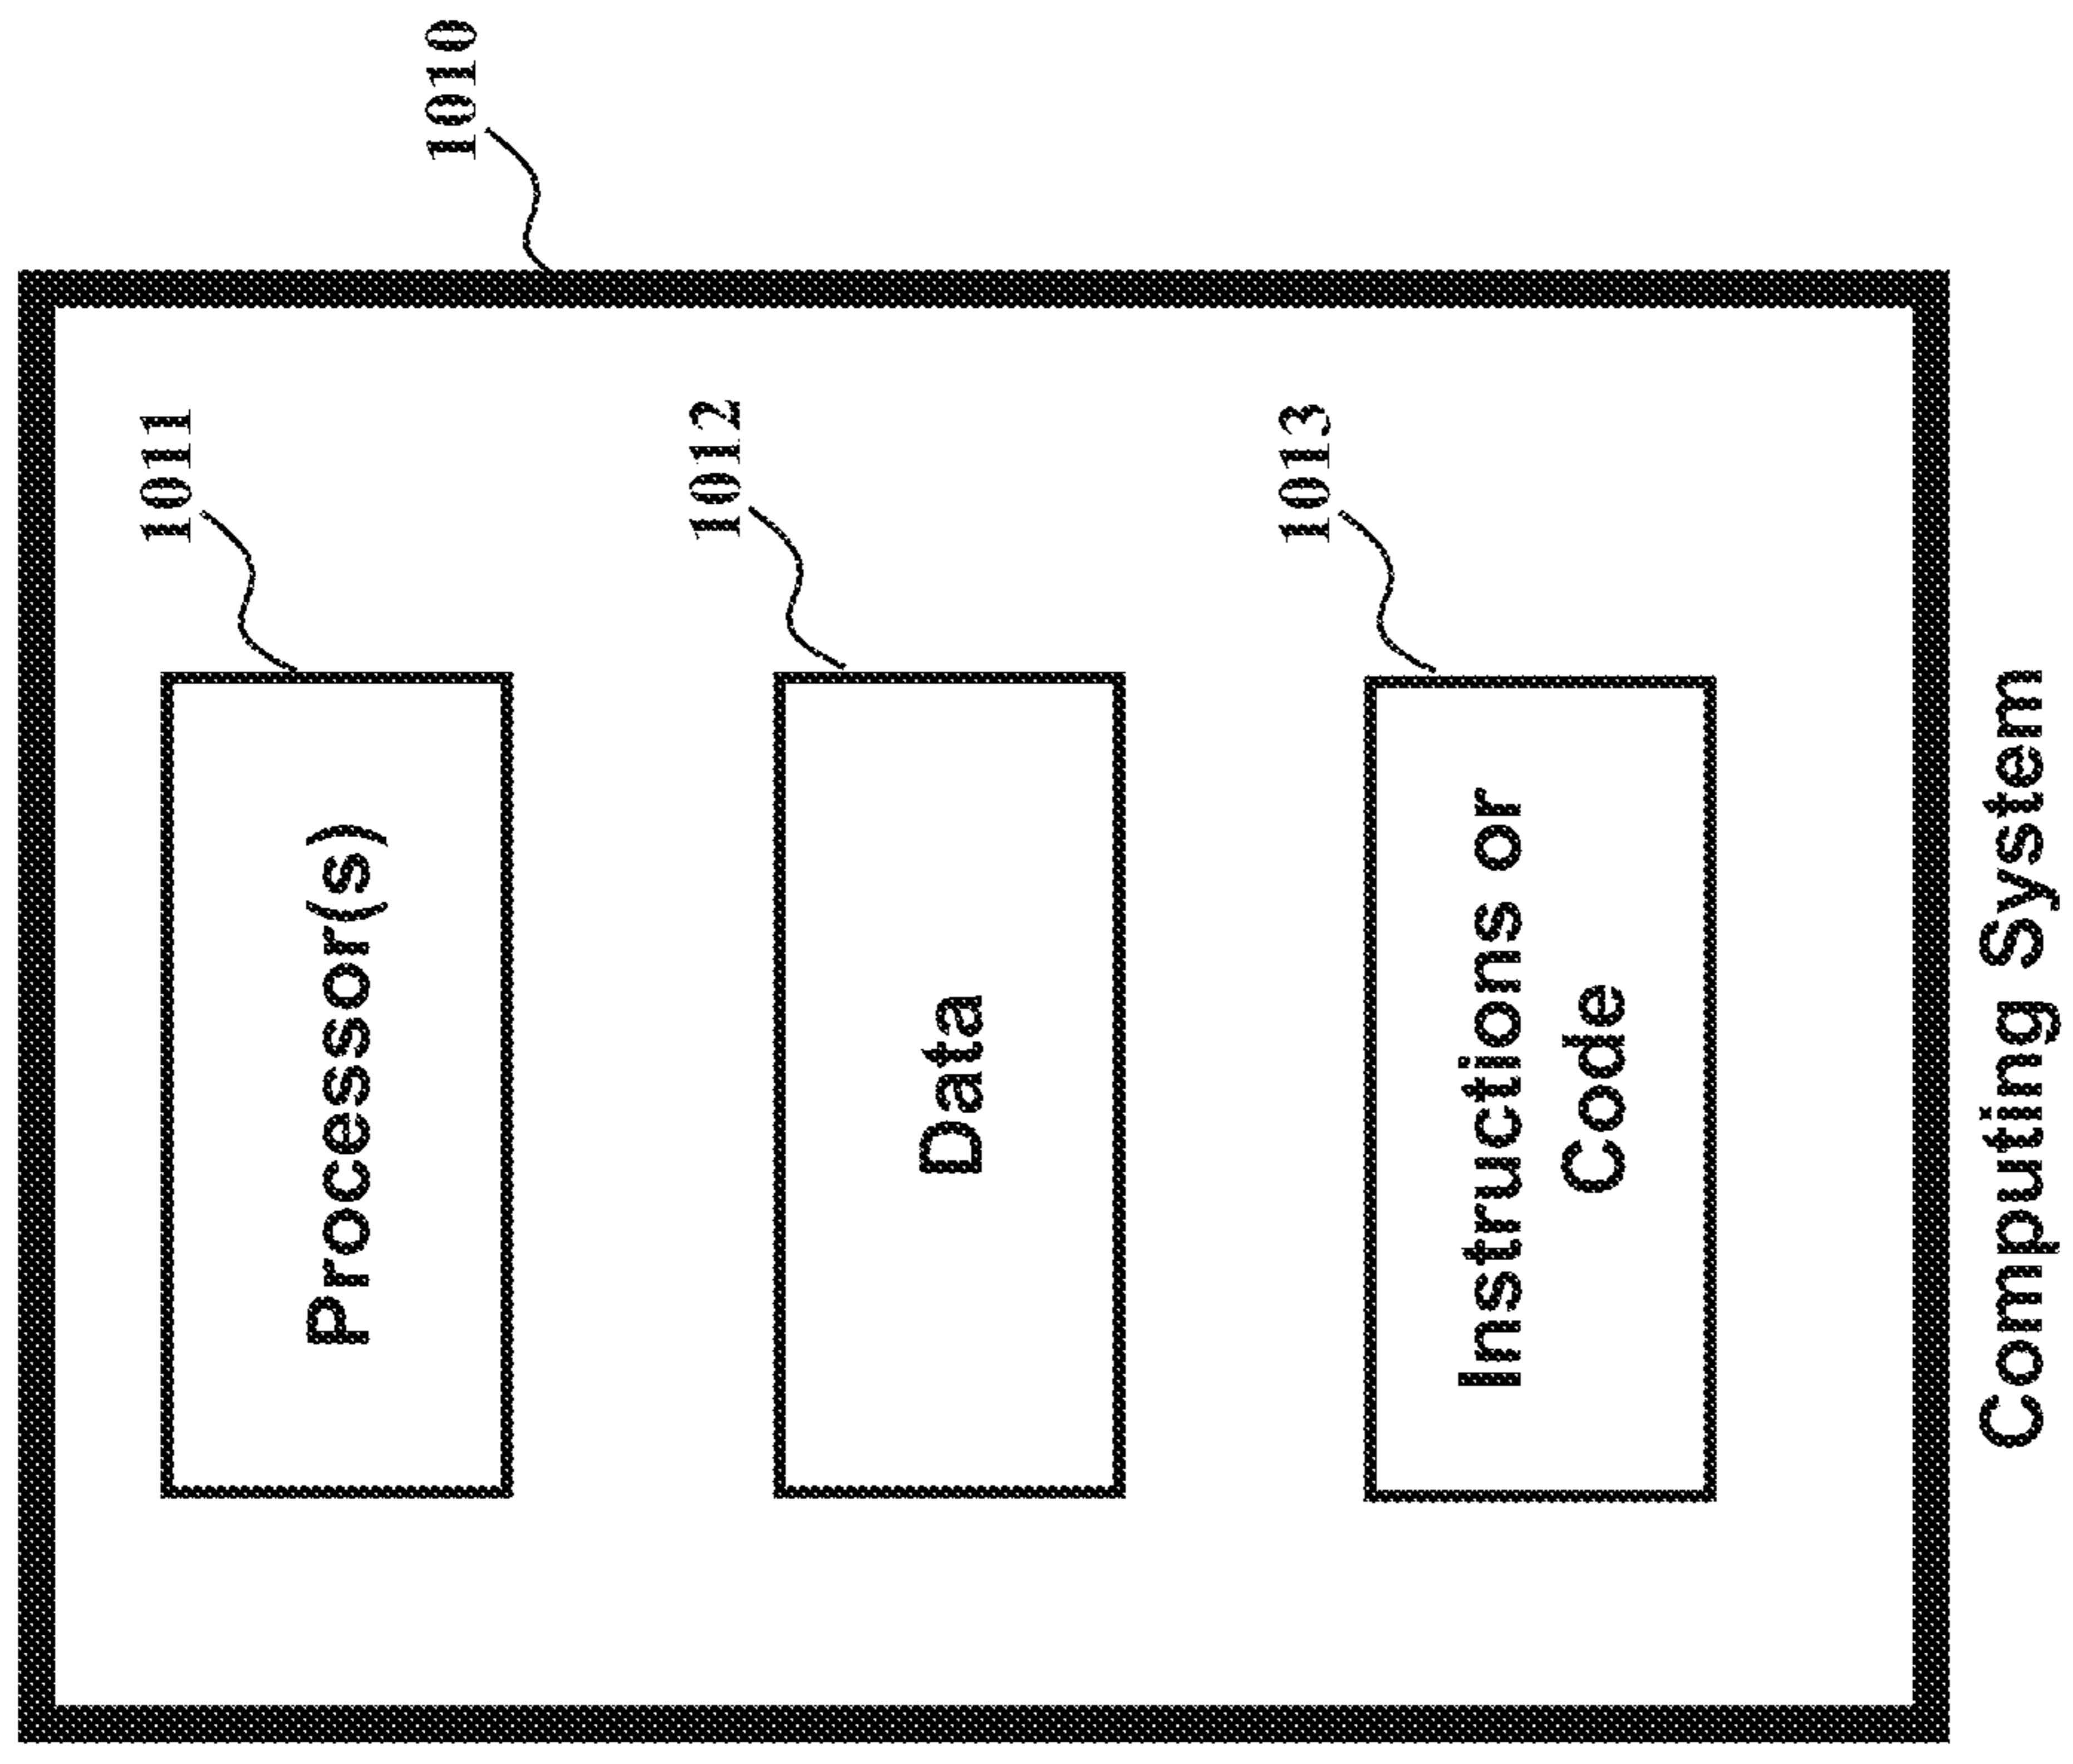 1010
1011
Processor(s)
1012
Data
1013
Instructions or
Code
Computing System